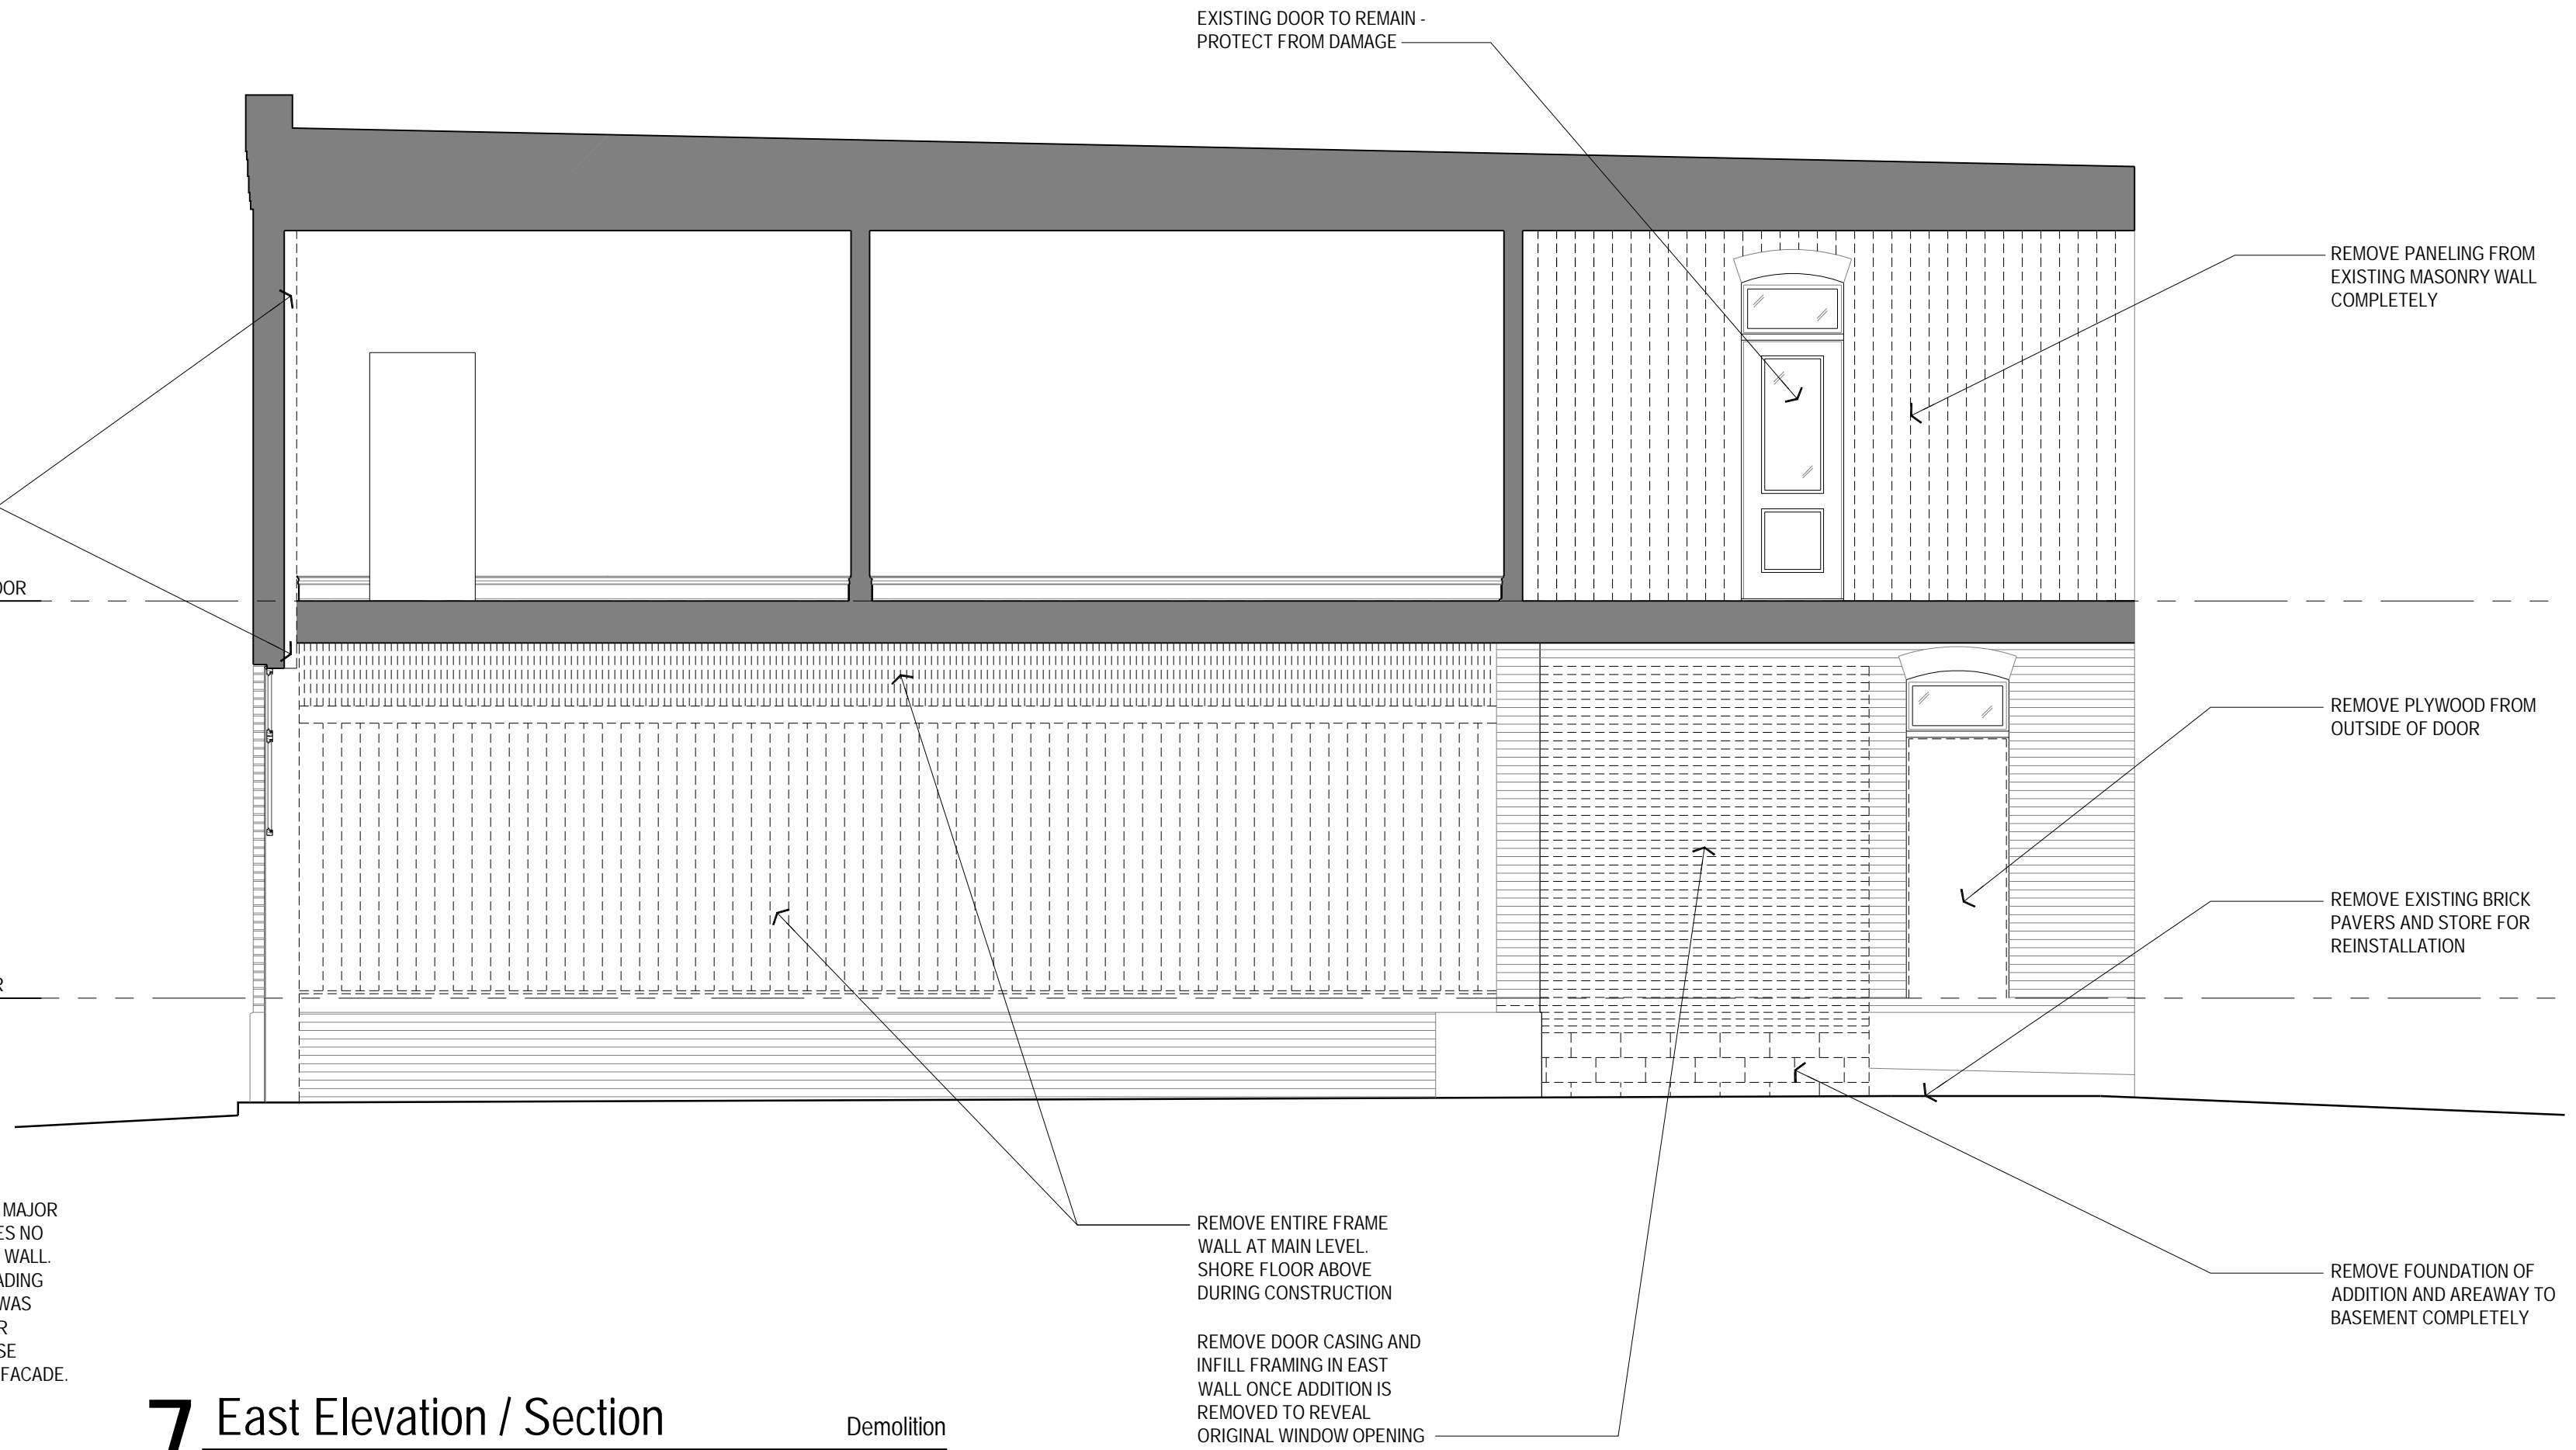 EXISTING DOOR TO REMAIN -
PROTECT FROM DAMAGE
REMOVE PANELING FROM
EXISTING MASONRY WALL
COMPLETELY
REMOVE PLYWOOD FROM
OUTSIDE OF DOOR
REMOVE EXISTING BRICK
PAVERS AND STORE FOR
REINSTALLATION
MAJOR
NO
WALL.
WAS
FACADE.
REMOVE ENTIRE FRAME
WALL AT MAIN LEVEL.
SHORE FLOOR ABOVE
DURING CONSTRUCTION
REMOVE DOOR CASING AND
INFILL FRAMING IN EAST
WALL ONCE ADDITION IS
REMOVED TO REVEAL
ORIGINAL WINDOW OPENING
REMOVE FOUNDATION OF
ADDITION AND AREAWAY TO
BASEMENT COMPLETELY
7 East Elevation / Section Demolition